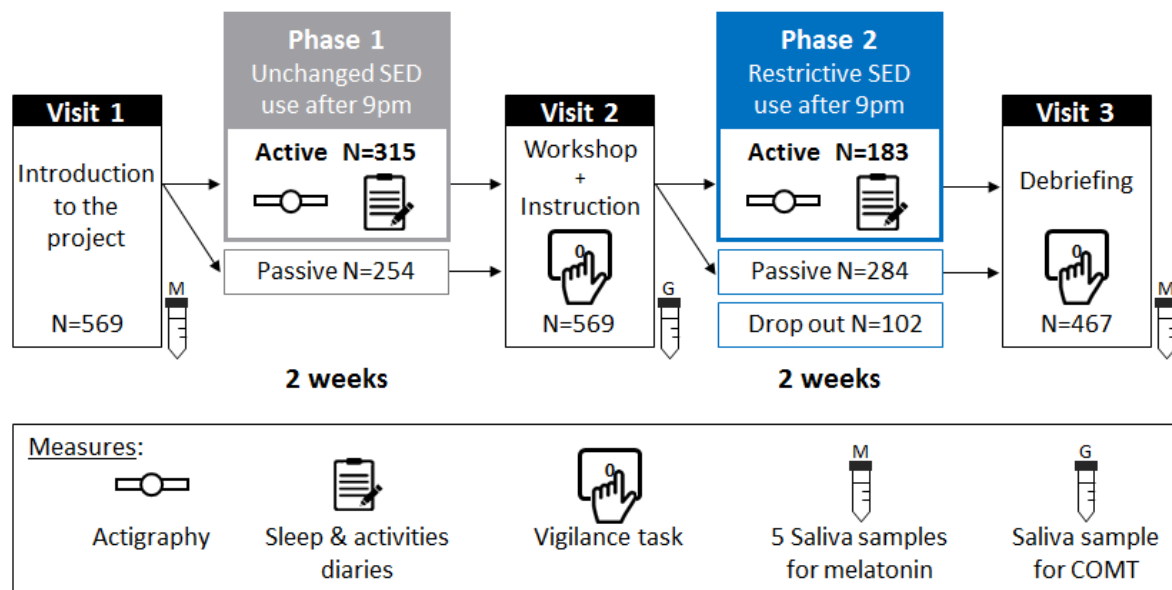 Visit 1
Introduction
to the
project
N=569
M
Phase 1
Unchanged SED
use after 9pm
Active N=315
Passive N=254
2 weeks
Visit 2
Workshop
+
Instruction
0
N=569
G
Phase 2
Restrictive SED
use after 9pm
Active N=183
Passive N=284
Drop out N=102
2 weeks
Visit 3
Debriefing
0
N=467
M
Measures:
Actigraphy
Sleep & activities
diaries
0
Vigilance task
M
5 Saliva samples
for melatonin
G
Saliva sample
for COMT